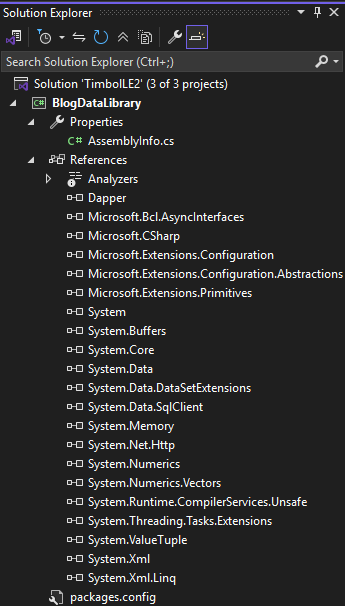 Solution Explorer
Search Solution Explorer (Ctrl+;)
Solution 'TimbolLE2' (3 of 3 projects)
C# BlogDataLibrary
Properties
C# AssemblyInfo.cs
References
Analyzers
Dapper
Microsoft.Bcl.AsyncInterfaces
Microsoft.CSharp
Microsoft.Extensions.Configuration
Microsoft.Extensions.Configuration.Abstractions
Microsoft.Extensions.Primitives
System
System.Buffers
System.Core
System.Data
System.Data.DataSetExtensions
System.Data.SqlClient
System.Memory
System.Net.Http
System.Numerics
System.Numerics.Vectors
System.Runtime.CompilerServices.Unsafe
System.Threading.Tasks.Extensions
System.ValueTuple
System.Xml
System.Xml.Linq
packages.config